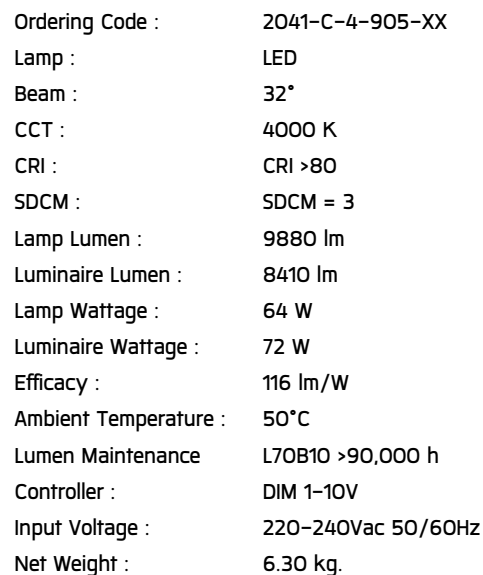 Ordering Code : 2041-C-4-905-XX
Lamp : LED
Beam : 32°
CCT : 4000 K
CRI : CRI >80
SDCM : SDCM = 3
Lamp Lumen : 9880 lm
Luminaire Lumen : 8410 lm
Lamp Wattage : 64 W
Luminaire Wattage : 72 W
Efficacy : 116 lm/W
Ambient Temperature : 50°C
Lumen Maintenance L70B10 >90,000 h
Controller : DIM 1-10V
Input Voltage : 220-240Vac 50/60Hz
Net Weight : 6.30 kg.